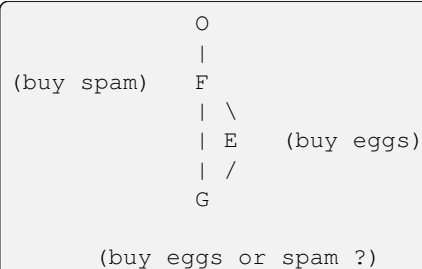 O
|
(buy spam) F
| \
| E (buy eggs)
| /
G
(buy eggs or spam ?)